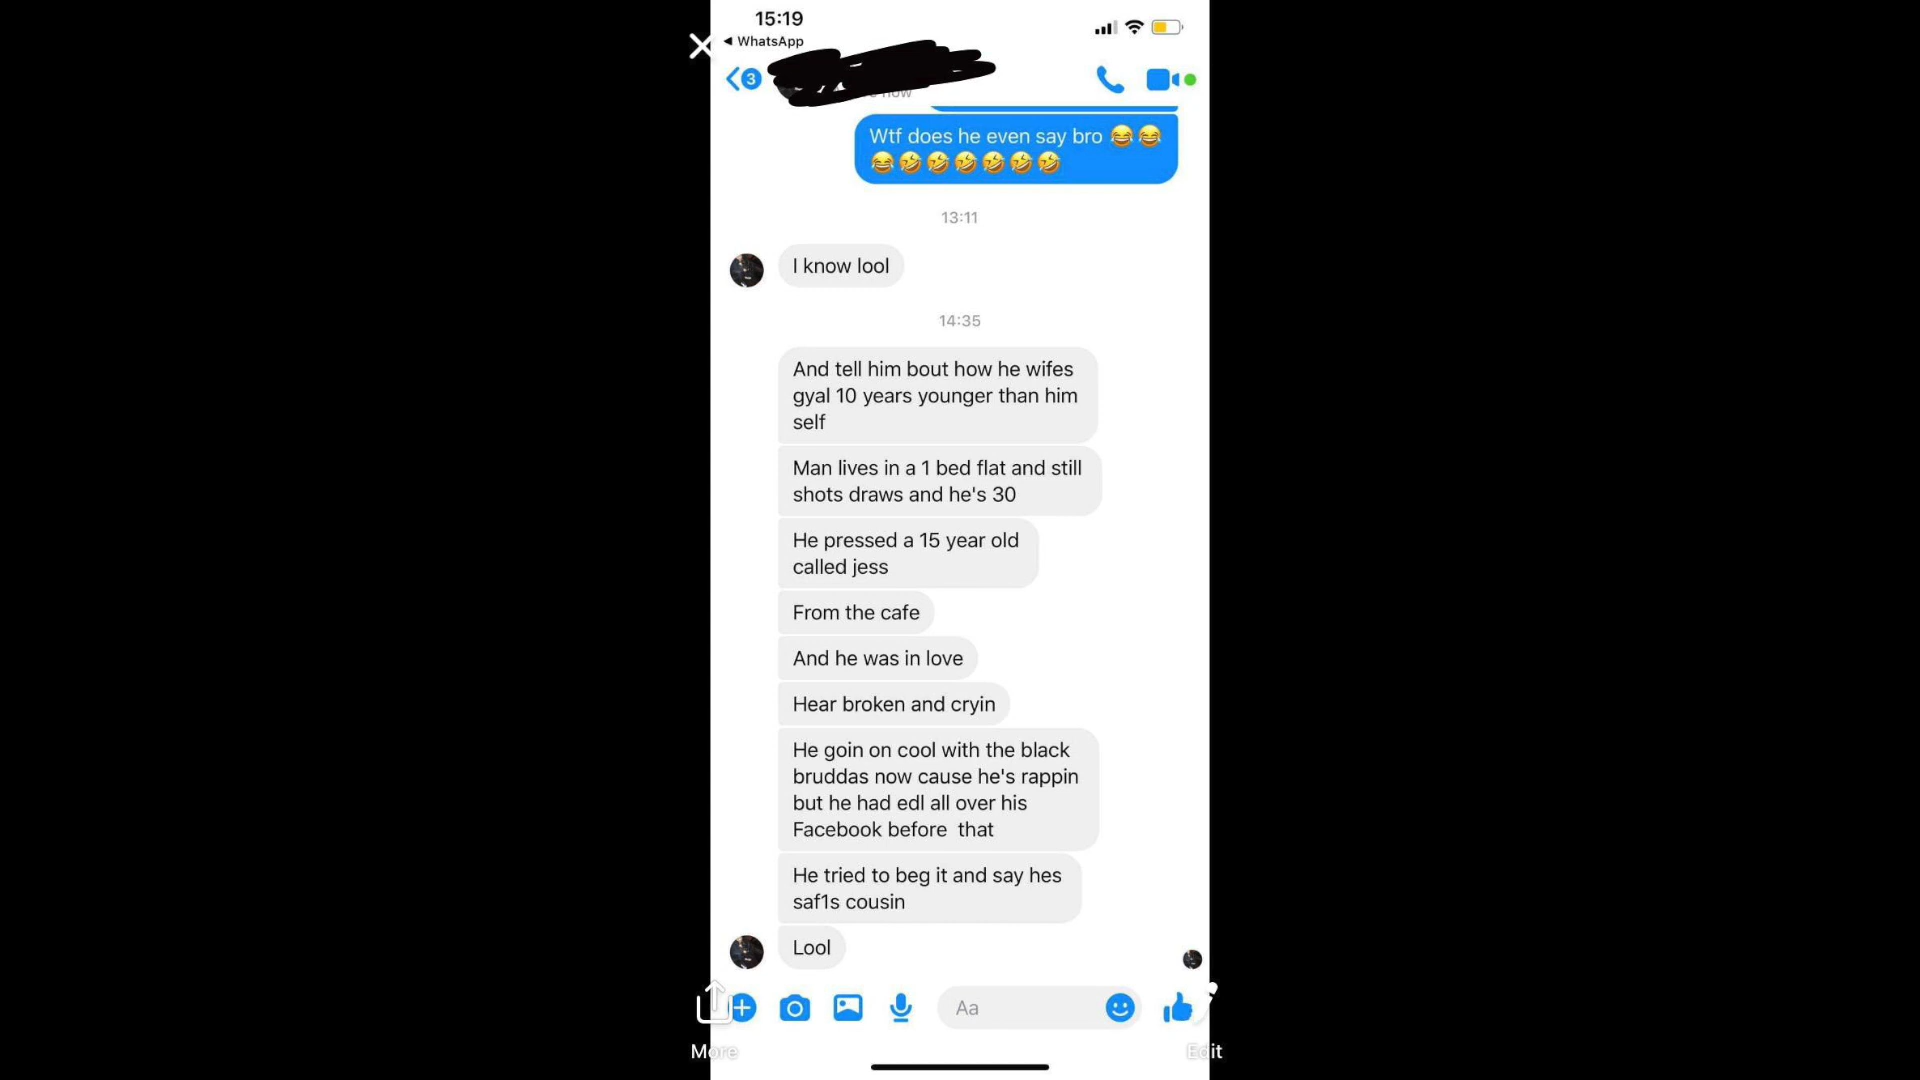 15:19
WhatsApp
3
now
Wtf does he even say bro 😂😂
😂🤣🤣🤣🤣🤣🤣
13:11
I know lool
14:35
And tell him bout how he wifes
gyal 10 years younger than him
self
Man lives in a 1 bed flat and still
shots draws and he's 30
He pressed a 15 year old
called jess
From the cafe
And he was in love
Hear broken and cryin
He goin on cool with the black
bruddas now cause he's rappin
but he had edl all over his
Facebook before  that
He tried to beg it and say hes
saf1s cousin
Lool
Aa
More
Edit